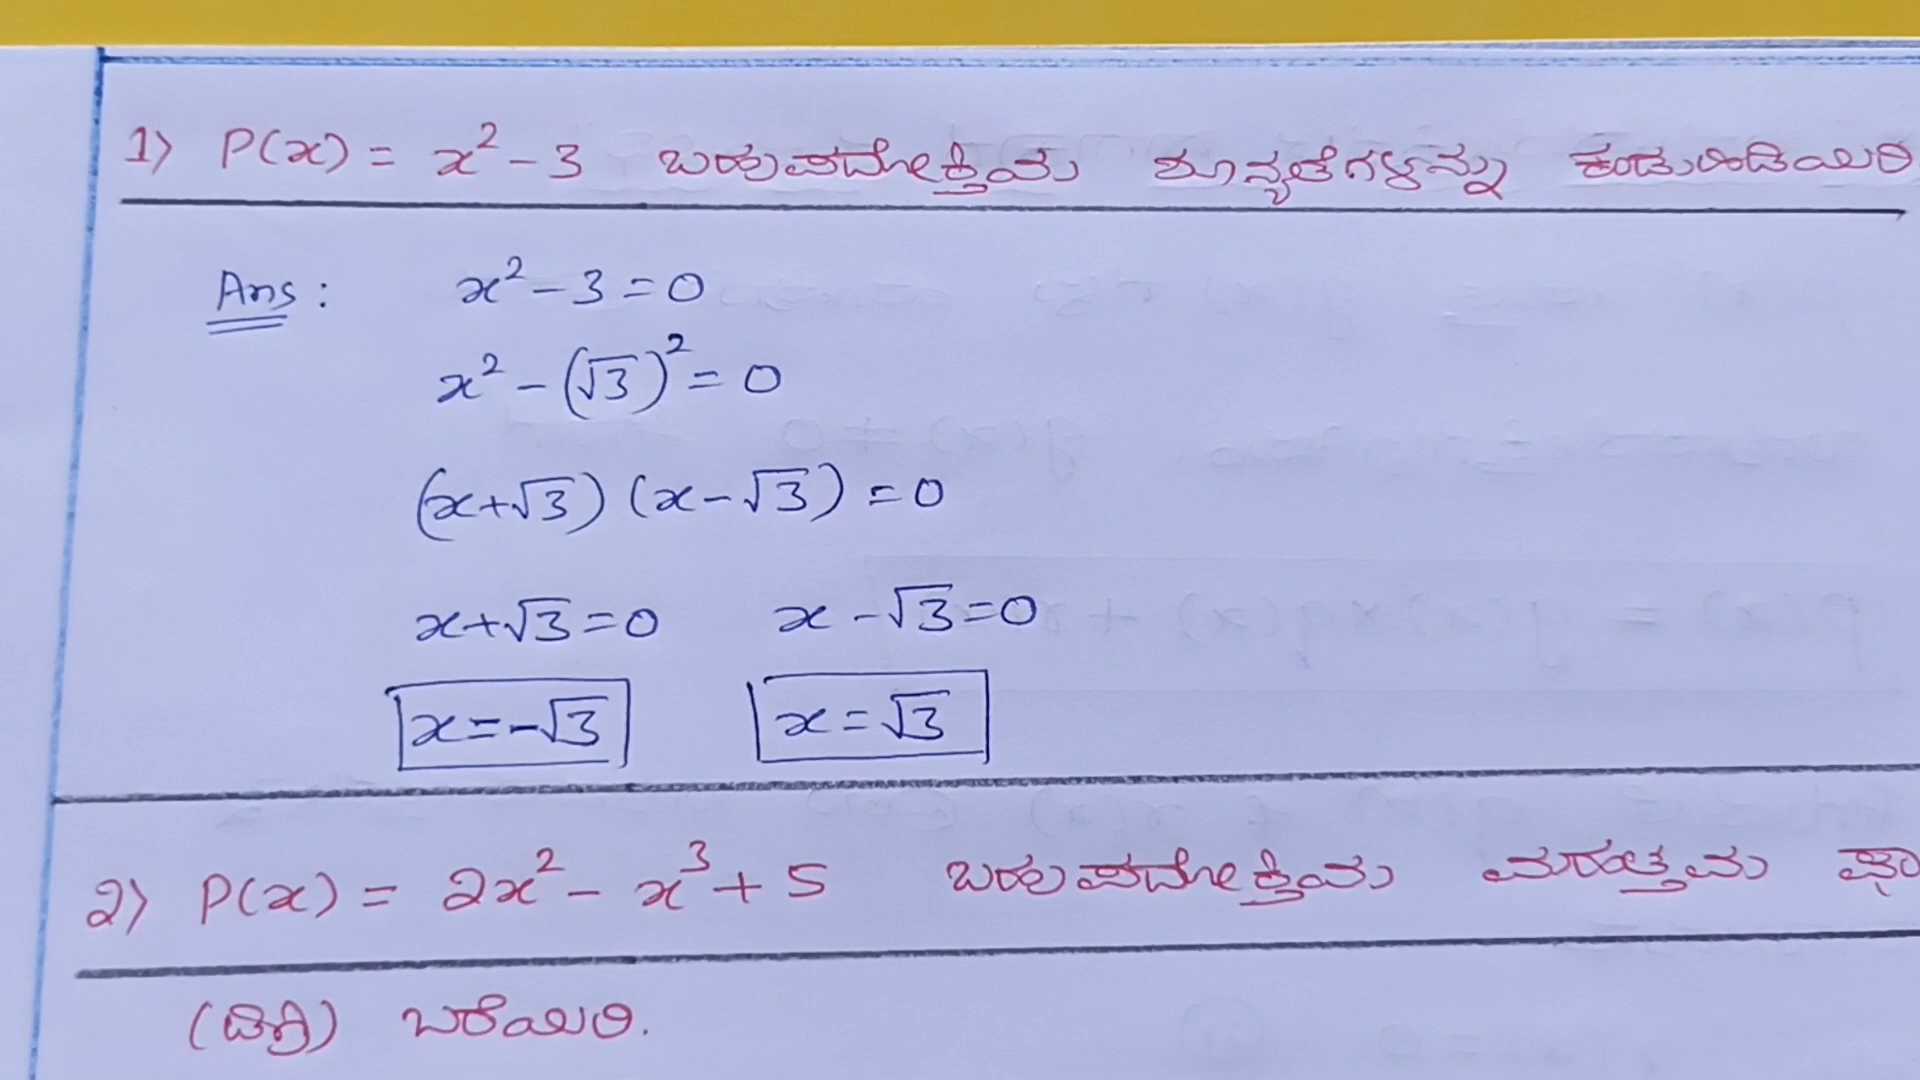 1) P(x) = x² - 3 ಬಹುಪದೋಕ್ತಿಯ ಶೂನ್ಯತೆಗಳನ್ನು ಕಂಡುಹಿಡಿಯಿರಿ
Ans : x² - 3 = 0
x² - (√3)² = 0
(x+√3) (x-√3) = 0
x+√3=0 x-√3=0
x=-√3 x=√3
2) P(x) = 2x² - x³ + 5 ಬಹುಪದೋಕ್ತಿಯ ಮಹತ್ತಮ ಘಾ
(ಡಿಗ್ರಿ) ಬರೆಯಿರಿ.